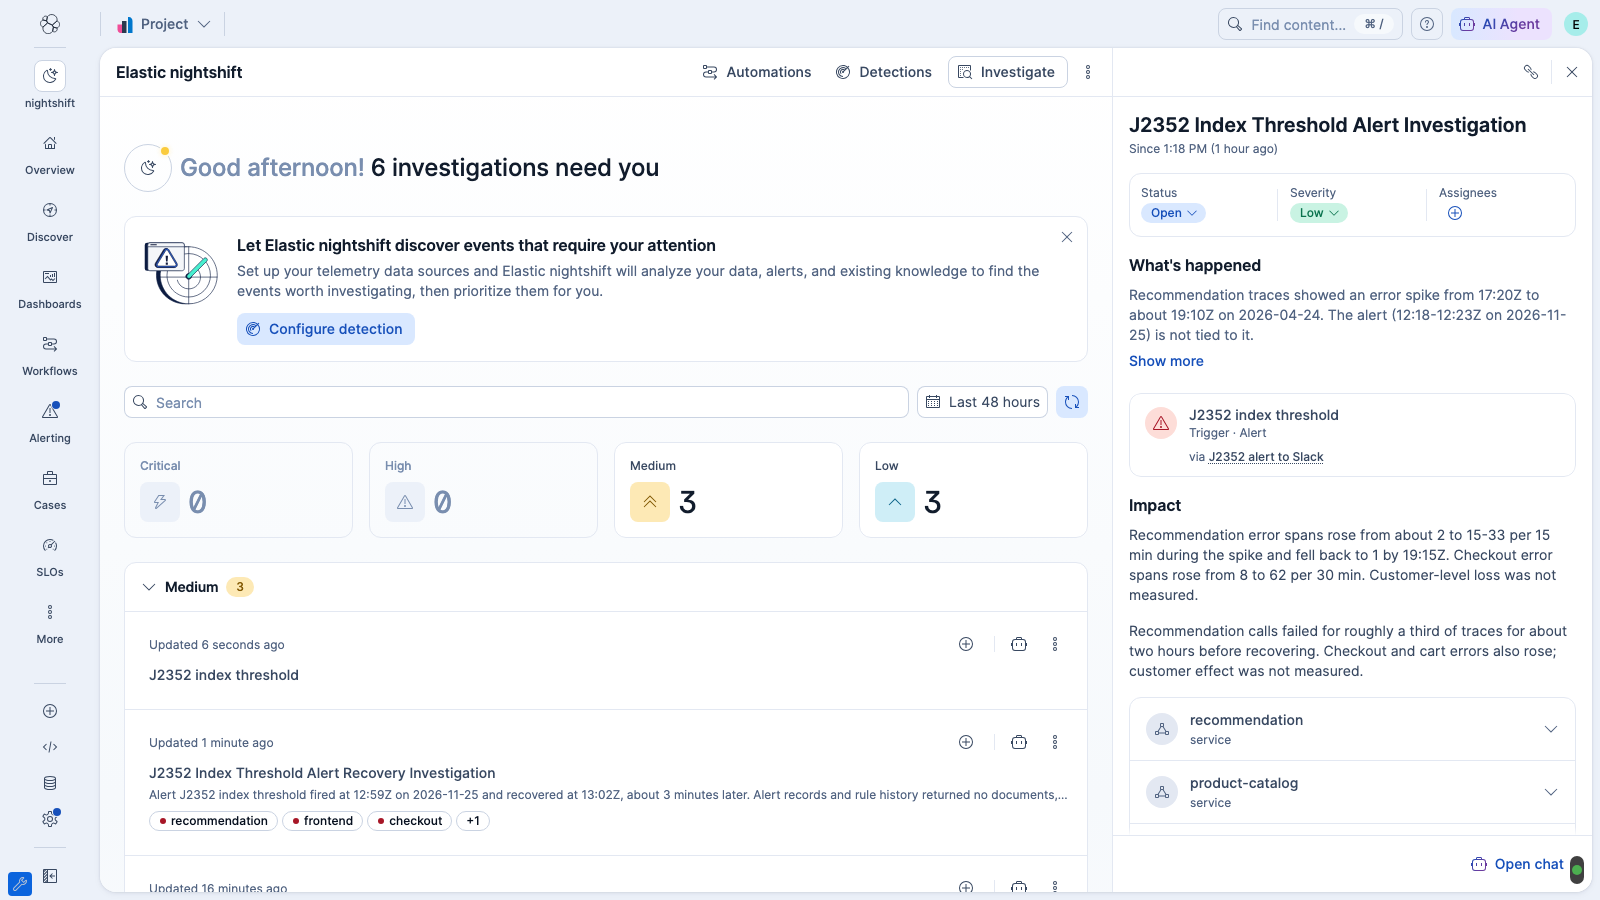 Project
Find content...
⌘ /
AI Agent
E
nightshift
Overview
Discover
Dashboards
Workflows
Alerting
Cases
SLOs
More
Elastic nightshift
Automations
Detections
Investigate
Good afternoon! 6 investigations need you
Let Elastic nightshift discover events that require your attention
Set up your telemetry data sources and Elastic nightshift will analyze your data, alerts, and existing knowledge to find the
events worth investigating, then prioritize them for you.
Configure detection
Search
Last 48 hours
Critical
0
High
0
Medium
3
Low
3
Medium 3
Updated 6 seconds ago
J2352 index threshold
Updated 1 minute ago
J2352 Index Threshold Alert Recovery Investigation
Alert J2352 index threshold fired at 12:59Z on 2026-11-25 and recovered at 13:02Z, about 3 minutes later. Alert records and rule history returned no documents,...
recommendation
frontend
checkout
+1
Updated 16 minutes ago
J2352 Index Threshold Alert Investigation
Since 1:18 PM (1 hour ago)
Status
Open
Severity
Low
Assignees
What's happened
Recommendation traces showed an error spike from 17:20Z to
about 19:10Z on 2026-04-24. The alert (12:18-12:23Z on 2026-11-
25) is not tied to it.
Show more
J2352 index threshold
Trigger · Alert
via J2352 alert to Slack
Impact
Recommendation error spans rose from about 2 to 15-33 per 15
min during the spike and fell back to 1 by 19:15Z. Checkout error
spans rose from 8 to 62 per 30 min. Customer-level loss was not
measured.
Recommendation calls failed for roughly a third of traces for about
two hours before recovering. Checkout and cart errors also rose;
customer effect was not measured.
recommendation
service
product-catalog
service
Open chat